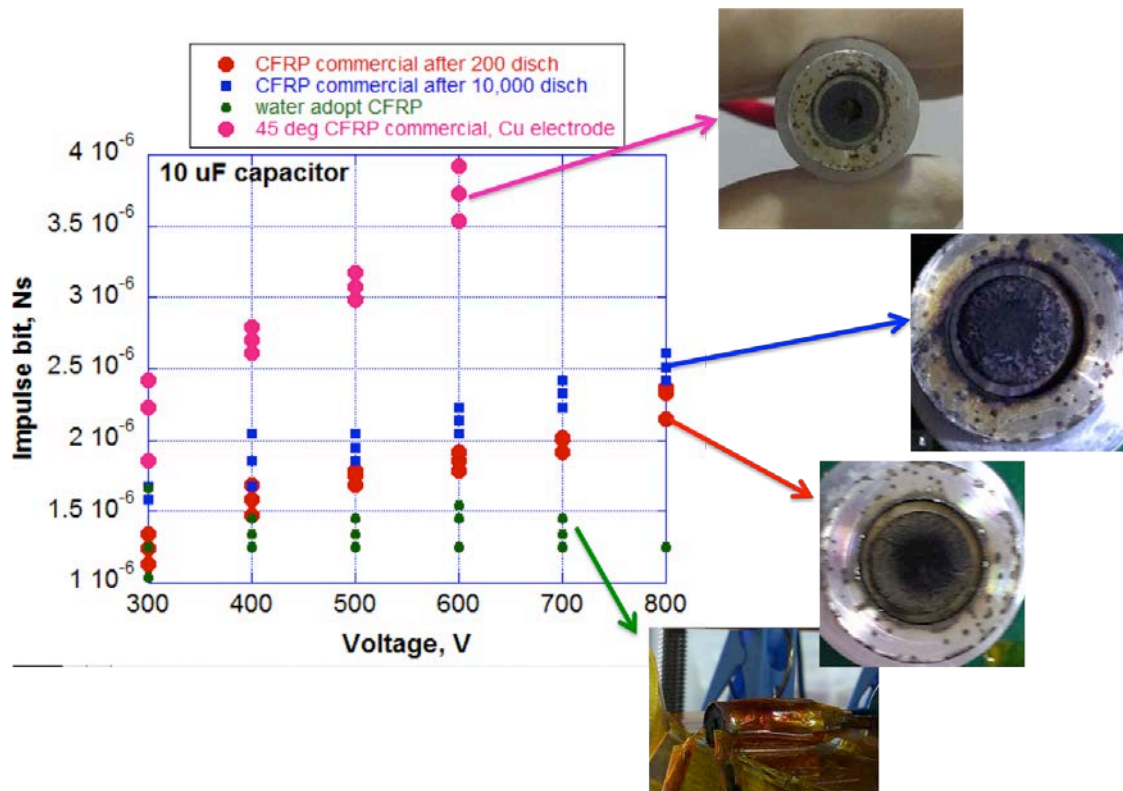 CFRP commercial after 200 disch
CFRP commercial after 10,000 disch
water adopt CFRP
45 deg CFRP commercial, Cu electrode
10 uF capacitor
4 10⁻⁶
3.5 10⁻⁶
3 10⁻⁶
2.5 10⁻⁶
2 10⁻⁶
1.5 10⁻⁶
1 10⁻⁶
Impulse bit, Ns
300 400 500 600 700 800
Voltage, V